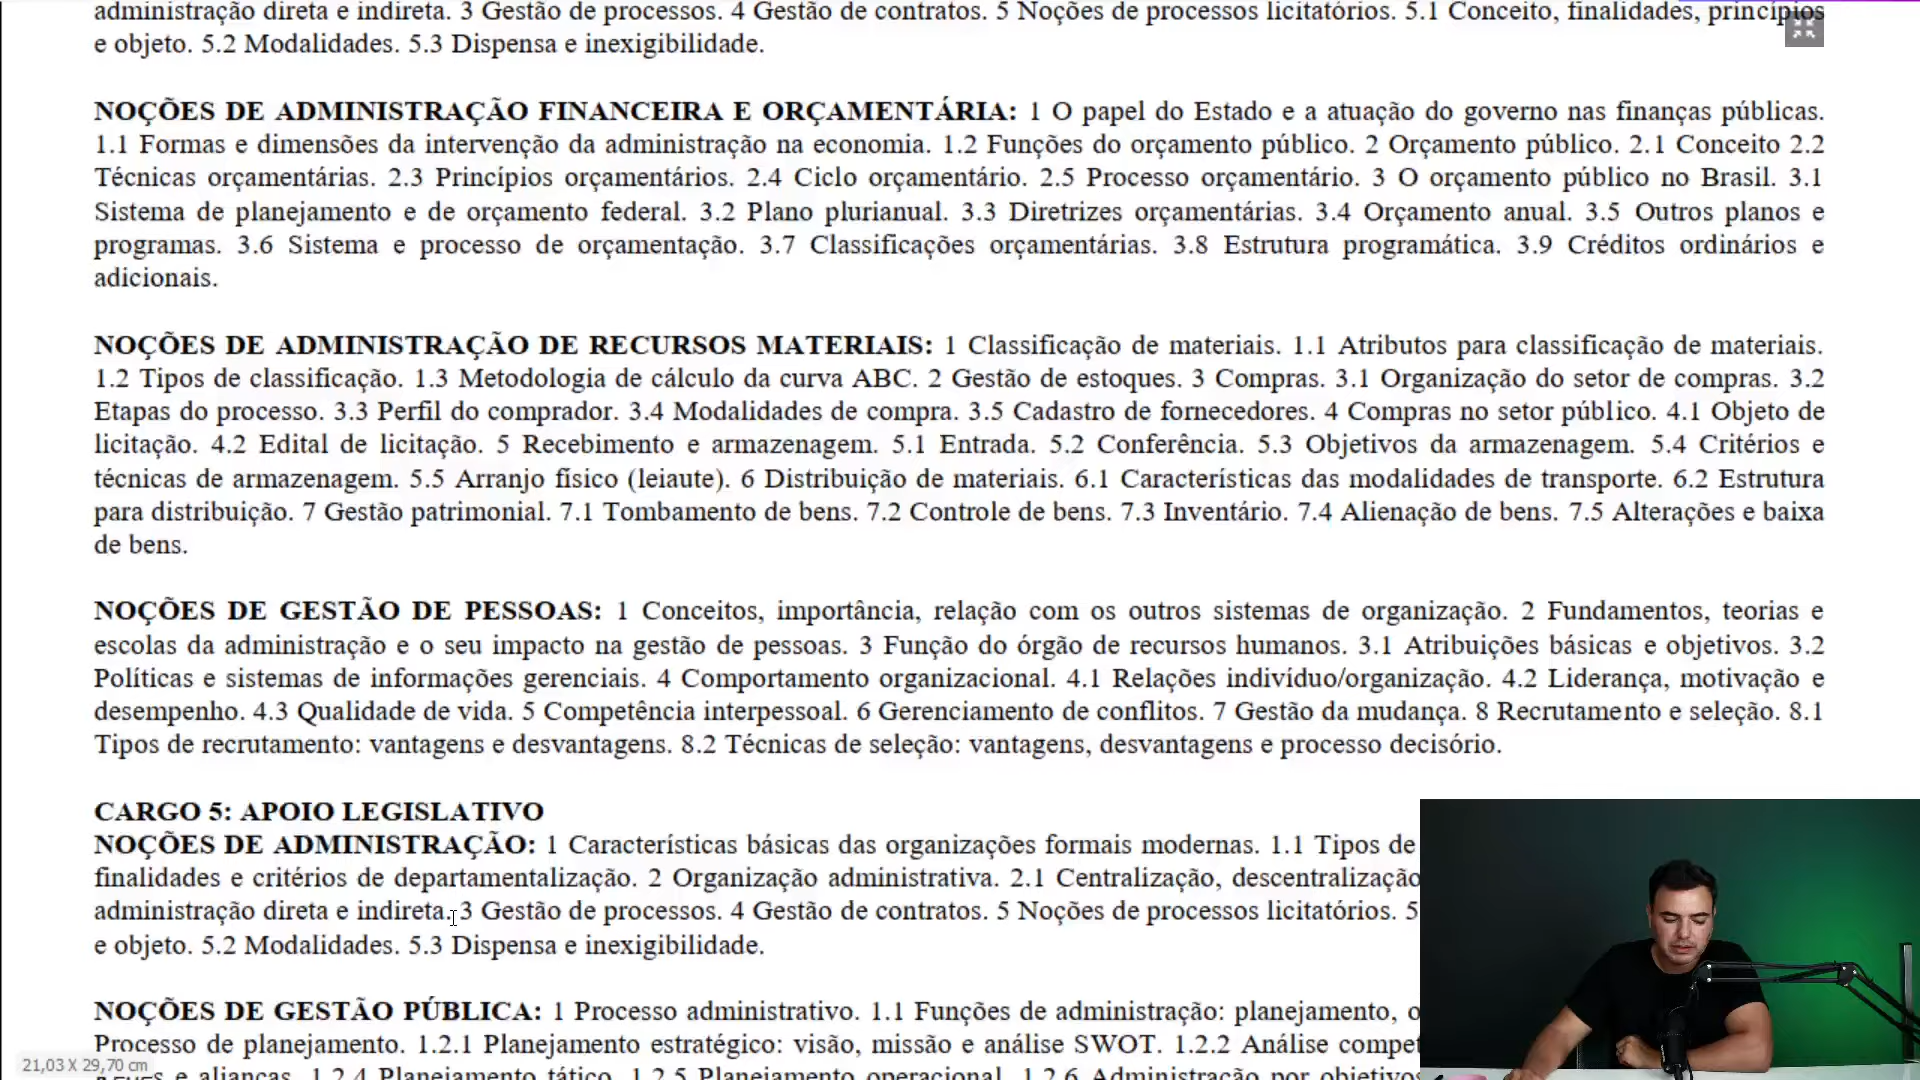 administração direta e indireta. 3 Gestão de processos. 4 Gestão de contratos. 5 Noções de processos licitatórios. 5.1 Conceito, finalidades, princípios
e objeto. 5.2 Modalidades. 5.3 Dispensa e inexigibilidade.
NOÇÕES DE ADMINISTRAÇÃO FINANCEIRA E ORÇAMENTÁRIA: 1 O papel do Estado e a atuação do governo nas finanças públicas.
1.1 Formas e dimensões da intervenção da administração na economia. 1.2 Funções do orçamento público. 2 Orçamento público. 2.1 Conceito 2.2
Técnicas orçamentárias. 2.3 Princípios orçamentários. 2.4 Ciclo orçamentário. 2.5 Processo orçamentário. 3 O orçamento público no Brasil. 3.1
Sistema de planejamento e de orçamento federal. 3.2 Plano plurianual. 3.3 Diretrizes orçamentárias. 3.4 Orçamento anual. 3.5 Outros planos e
programas. 3.6 Sistema e processo de orçamentação. 3.7 Classificações orçamentárias. 3.8 Estrutura programática. 3.9 Créditos ordinários e
adicionais.
NOÇÕES DE ADMINISTRAÇÃO DE RECURSOS MATERIAIS: 1 Classificação de materiais. 1.1 Atributos para classificação de materiais.
1.2 Tipos de classificação. 1.3 Metodologia de cálculo da curva ABC. 2 Gestão de estoques. 3 Compras. 3.1 Organização do setor de compras. 3.2
Etapas do processo. 3.3 Perfil do comprador. 3.4 Modalidades de compra. 3.5 Cadastro de fornecedores. 4 Compras no setor público. 4.1 Objeto de
licitação. 4.2 Edital de licitação. 5 Recebimento e armazenagem. 5.1 Entrada. 5.2 Conferência. 5.3 Objetivos da armazenagem. 5.4 Critérios e
técnicas de armazenagem. 5.5 Arranjo físico (leiaute). 6 Distribuição de materiais. 6.1 Características das modalidades de transporte. 6.2 Estrutura
para distribuição. 7 Gestão patrimonial. 7.1 Tombamento de bens. 7.2 Controle de bens. 7.3 Inventário. 7.4 Alienação de bens. 7.5 Alterações e baixa
de bens.
NOÇÕES DE GESTÃO DE PESSOAS: 1 Conceitos, importância, relação com os outros sistemas de organização. 2 Fundamentos, teorias e
escolas da administração e o seu impacto na gestão de pessoas. 3 Função do órgão de recursos humanos. 3.1 Atribuições básicas e objetivos. 3.2
Políticas e sistemas de informações gerenciais. 4 Comportamento organizacional. 4.1 Relações indivíduo/organização. 4.2 Liderança, motivação e
desempenho. 4.3 Qualidade de vida. 5 Competência interpessoal. 6 Gerenciamento de conflitos. 7 Gestão da mudança. 8 Recrutamento e seleção. 8.1
Tipos de recrutamento: vantagens e desvantagens. 8.2 Técnicas de seleção: vantagens, desvantagens e processo decisório.
CARGO 5: APOIO LEGISLATIVO
NOÇÕES DE ADMINISTRAÇÃO: 1 Características básicas das organizações formais modernas. 1.1 Tipos de
finalidades e critérios de departamentalização. 2 Organização administrativa. 2.1 Centralização, descentralização
administração direta e indireta. 3 Gestão de processos. 4 Gestão de contratos. 5 Noções de processos licitatórios. 5
e objeto. 5.2 Modalidades. 5.3 Dispensa e inexigibilidade.
NOÇÕES DE GESTÃO PÚBLICA: 1 Processo administrativo. 1.1 Funções de administração: planejamento, o
Processo de planejamento. 1.2.1 Planejamento estratégico: visão, missão e análise SWOT. 1.2.2 Análise compet
e alianças. 1.2.4 Planejamento tático. 1.2.5 Planejamento operacional. 1.2.6 Administração por objetivos
21,03 X 29,70 cm